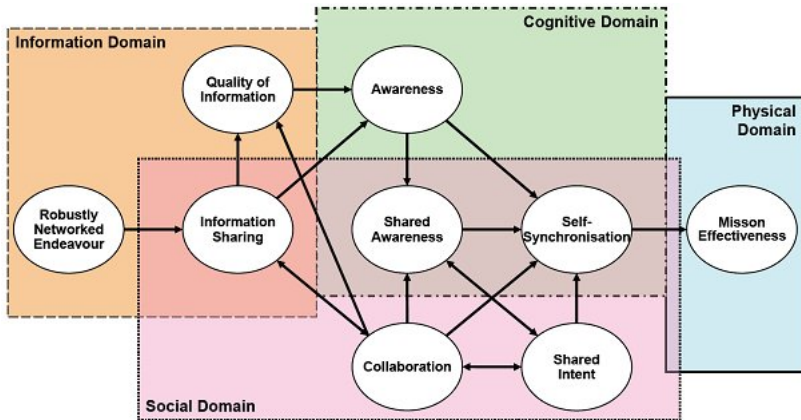 Information Domain
Cognitive Domain
Physical
Domain
Quality of
Information
Awareness
Robustly
Networked
Endeavour
Information
Sharing
Shared
Awareness
Self-
Synchronisation
Misson
Effectiveness
Collaboration
Shared
Intent
Social Domain